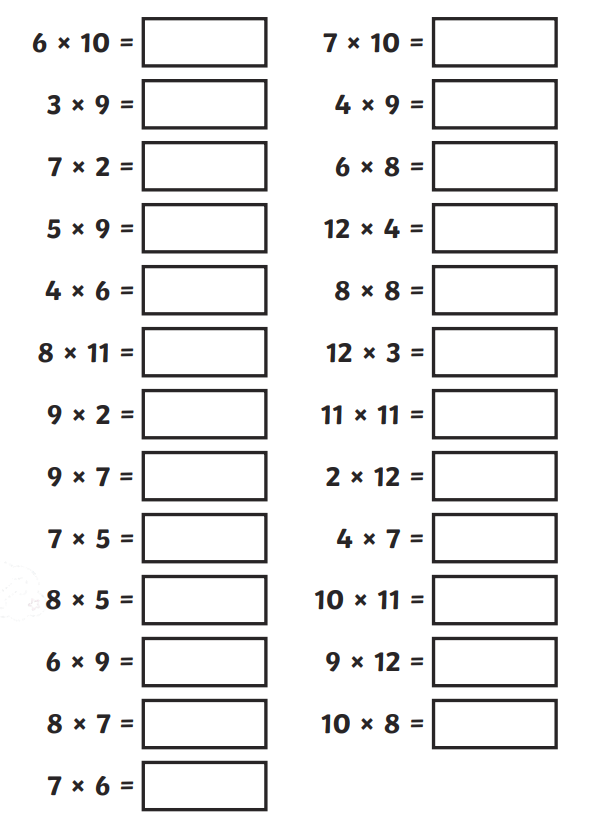 6 × 10 =
3 × 9 =
7 × 2 =
5 × 9 =
4 × 6 =
8 × 11 =
9 × 2 =
9 × 7 =
7 × 5 =
8 × 5 =
6 × 9 =
8 × 7 =
7 × 6 =
7 × 10 =
4 × 9 =
6 × 8 =
12 × 4 =
8 × 8 =
12 × 3 =
11 × 11 =
2 × 12 =
4 × 7 =
10 × 11 =
9 × 12 =
10 × 8 =